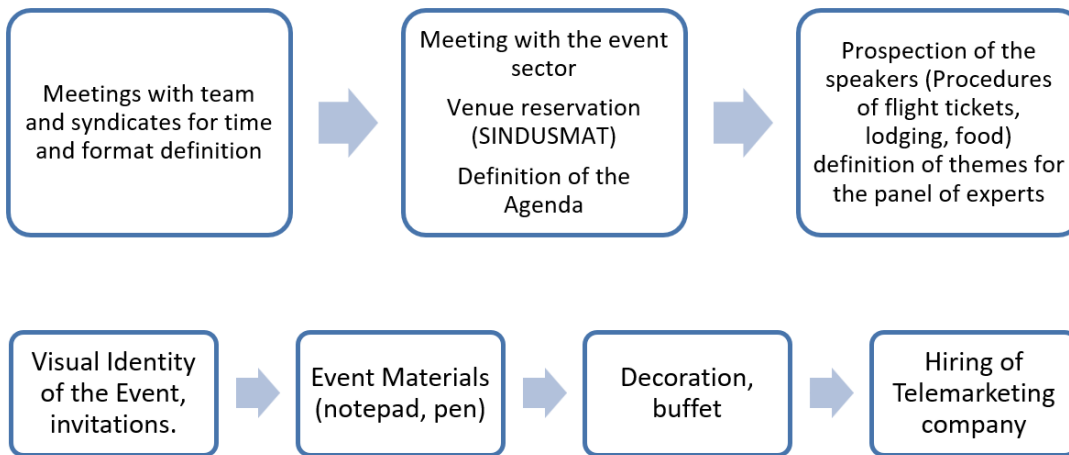 Meetings with team
and syndicates for time
and format definition
Meeting with the event
sector
Venue reservation
(SINDUSMAT)
Definition of the
Agenda
Prospection of the
speakers (Procedures
of flight tickets,
lodging, food)
definition of themes for
the panel of experts
Visual Identity
of the Event,
invitations.
Event Materials
(notepad, pen)
Decoration,
buffet
Hiring of
Telemarketing
company